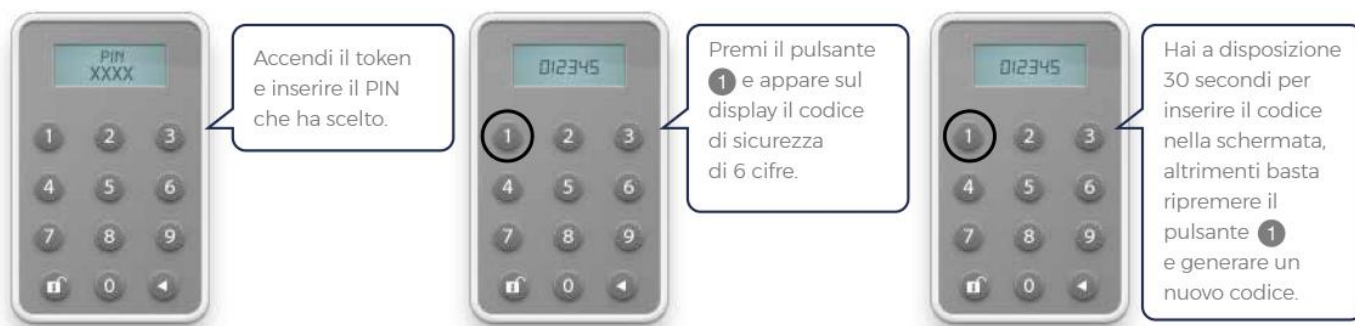 PIN
XXXX
1 2 3
4 5 6
7 8 9
0
Accendi il token
e inserire il PIN
che ha scelto.
012345
1 2 3
4 5 6
7 8 9
0
Premi il pulsante
1 e appare sul
display il codice
di sicurezza
di 6 cifre.
012345
1 2 3
4 5 6
7 8 9
0
Hai a disposizione
30 secondi per
inserire il codice
nella schermata,
altrimenti basta
ripremere il
pulsante 1
e generare un
nuovo codice.